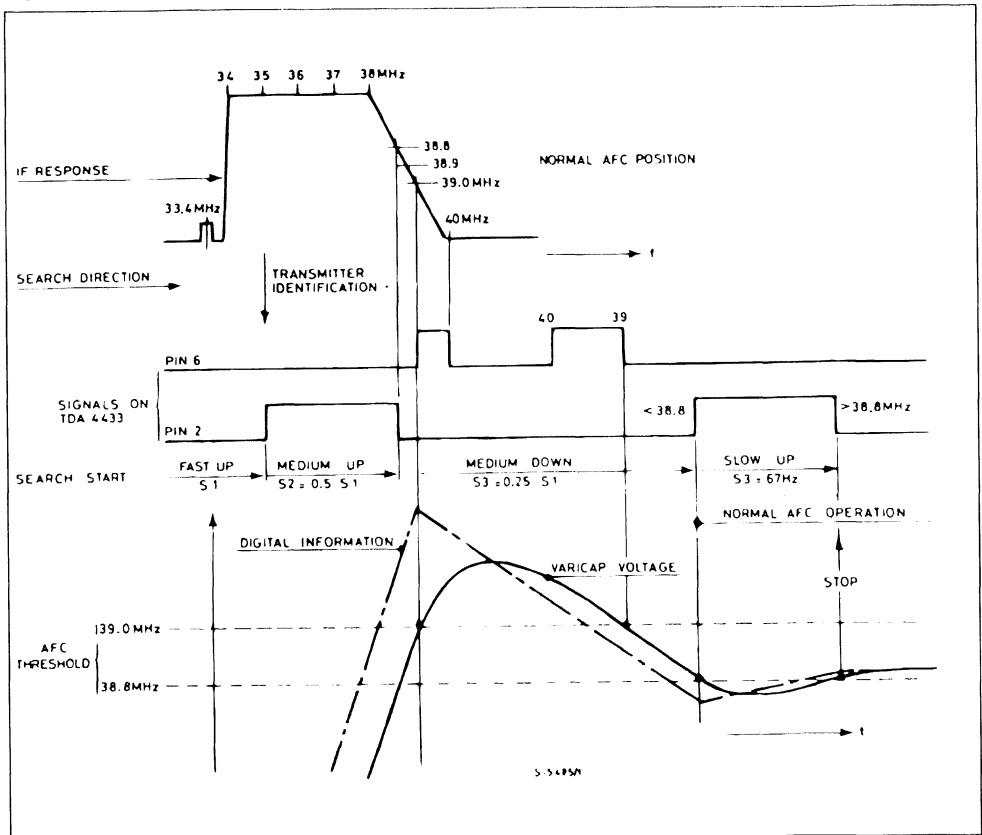 34 35 36 37 38MHz
38.8
38.9
NORMAL AFC POSITION
IF RESPONSE
39.0MHz
33.4MHz
40MHz
f
SEARCH DIRECTION
TRANSMITTER
IDENTIFICATION
40 39
PIN 6
SIGNALS ON
TDA 4433
<38.8
>38.8MHz
PIN 2
SEARCH START
FAST UP
S1
MEDIUM UP
S2=0.5 S1
MEDIUM DOWN
S3=0.25 S1
SLOW UP
S3=67Hz
NORMAL AFC OPERATION
DIGITAL INFORMATION
VARICAP VOLTAGE
STOP
AFC
THRESHOLD
139.0MHz
38.8MHz
t